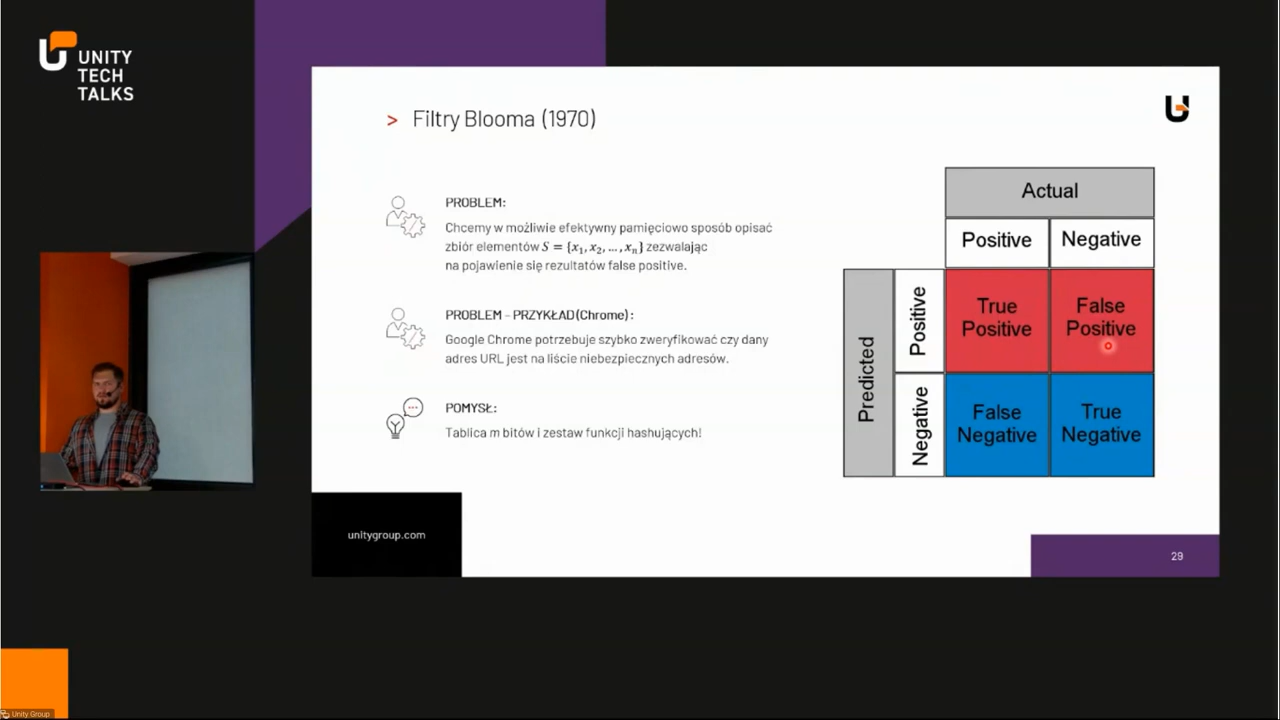 UNITY
TECH
TALKS
> Filtry Blooma (1970)
PROBLEM:
Chcemy w możliwie efektywny pamięciowo sposób opisać
zbiór elementów S = {x₁, x₂, ..., xₙ} zezwalając
na pojawienie się rezultatów false positive.
PROBLEM – PRZYKŁAD (Chrome):
Google Chrome potrzebuje szybko zweryfikować czy dany
adres URL jest na liście niebezpiecznych adresów.
POMYSŁ:
Tablica m bitów i zestaw funkcji hashujących!
Actual
Positive
Negative
Predicted
Positive
True
Positive
False
Positive
Negative
False
Negative
True
Negative
unitygroup.com
29
Unity Group